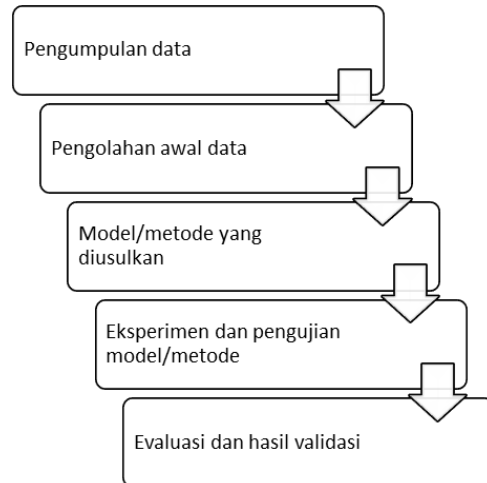 Pengumpulan data
Pengolahan awal data
Model/metode yang
diusulkan
Eksperimen dan pengujian
model/metode
Evaluasi dan hasil validasi